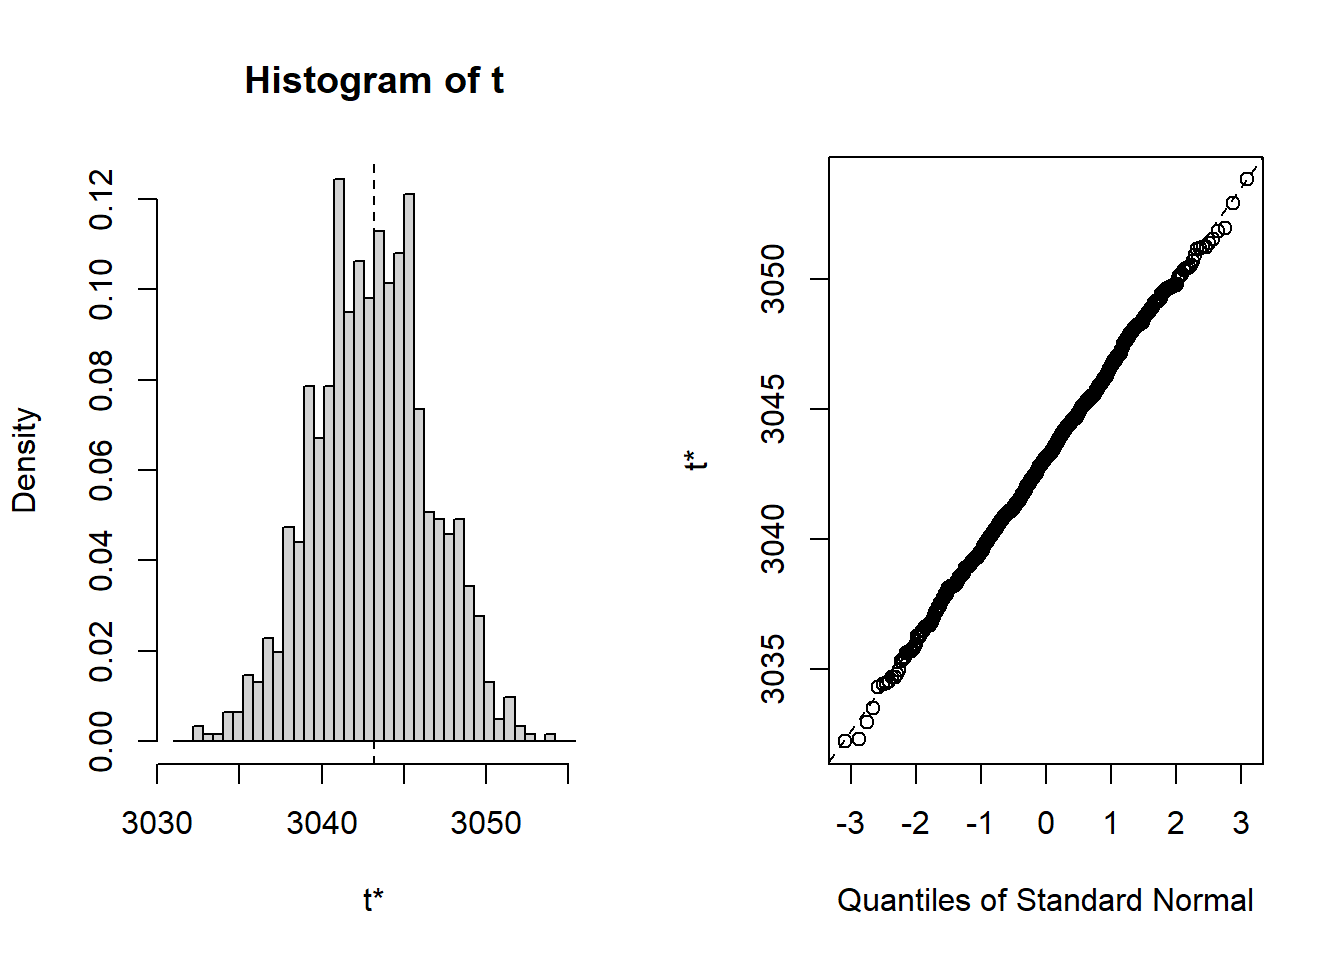 Histogram of t
Density
0.00 0.02 0.04 0.06 0.08 0.10 0.12
3030 3040 3050
t*
t*
3035 3040 3045 3050
-3 -2 -1 0 1 2 3
Quantiles of Standard Normal